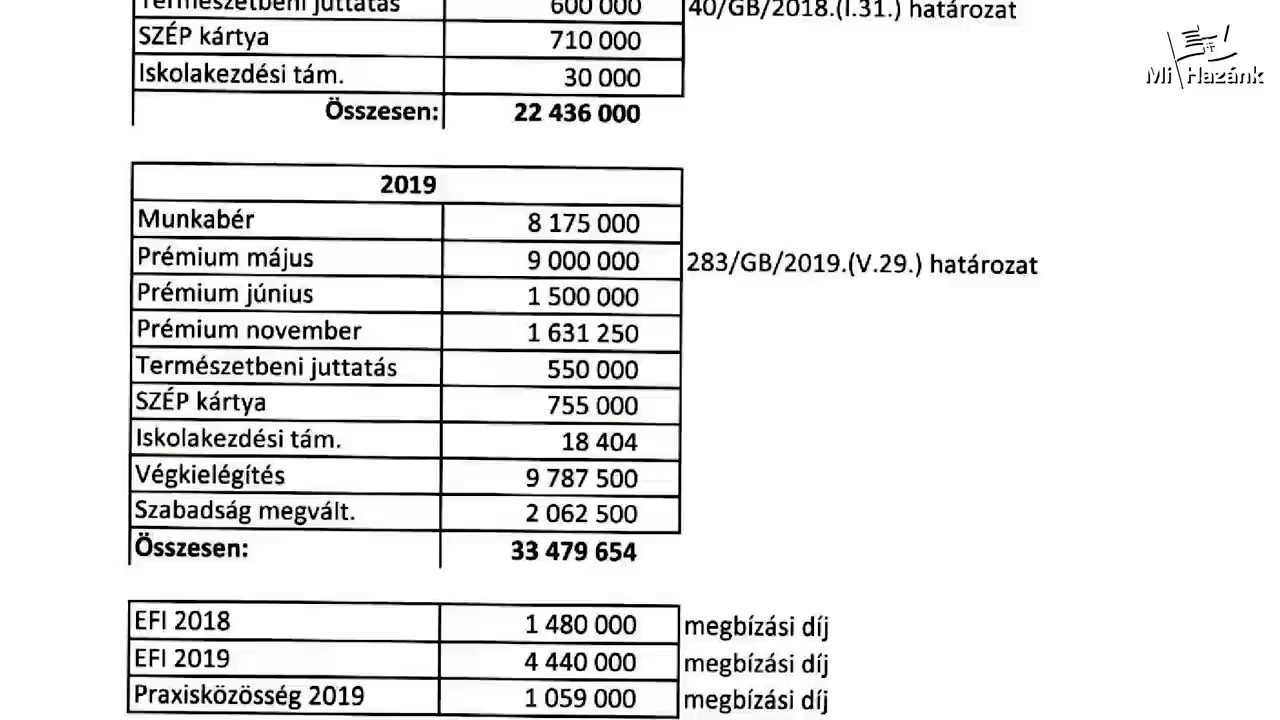 Természetbeni juttatás 600 000 40/GB/2018.(I.31.) határozat
SZÉP kártya 710 000
Iskolakezdési tám. 30 000
Összesen: 22 436 000
Mi Hazánk
2019
Munkabér 8 175 000
Prémium május 9 000 000 283/GB/2019.(V.29.) határozat
Prémium június 1 500 000
Prémium november 1 631 250
Természetbeni juttatás 550 000
SZÉP kártya 755 000
Iskolakezdési tám. 18 404
Végkielégítés 9 787 500
Szabadság megvált. 2 062 500
Összesen: 33 479 654
EFI 2018 1 480 000 megbízási díj
EFI 2019 4 440 000 megbízási díj
Praxisközösség 2019 1 059 000 megbízási díj